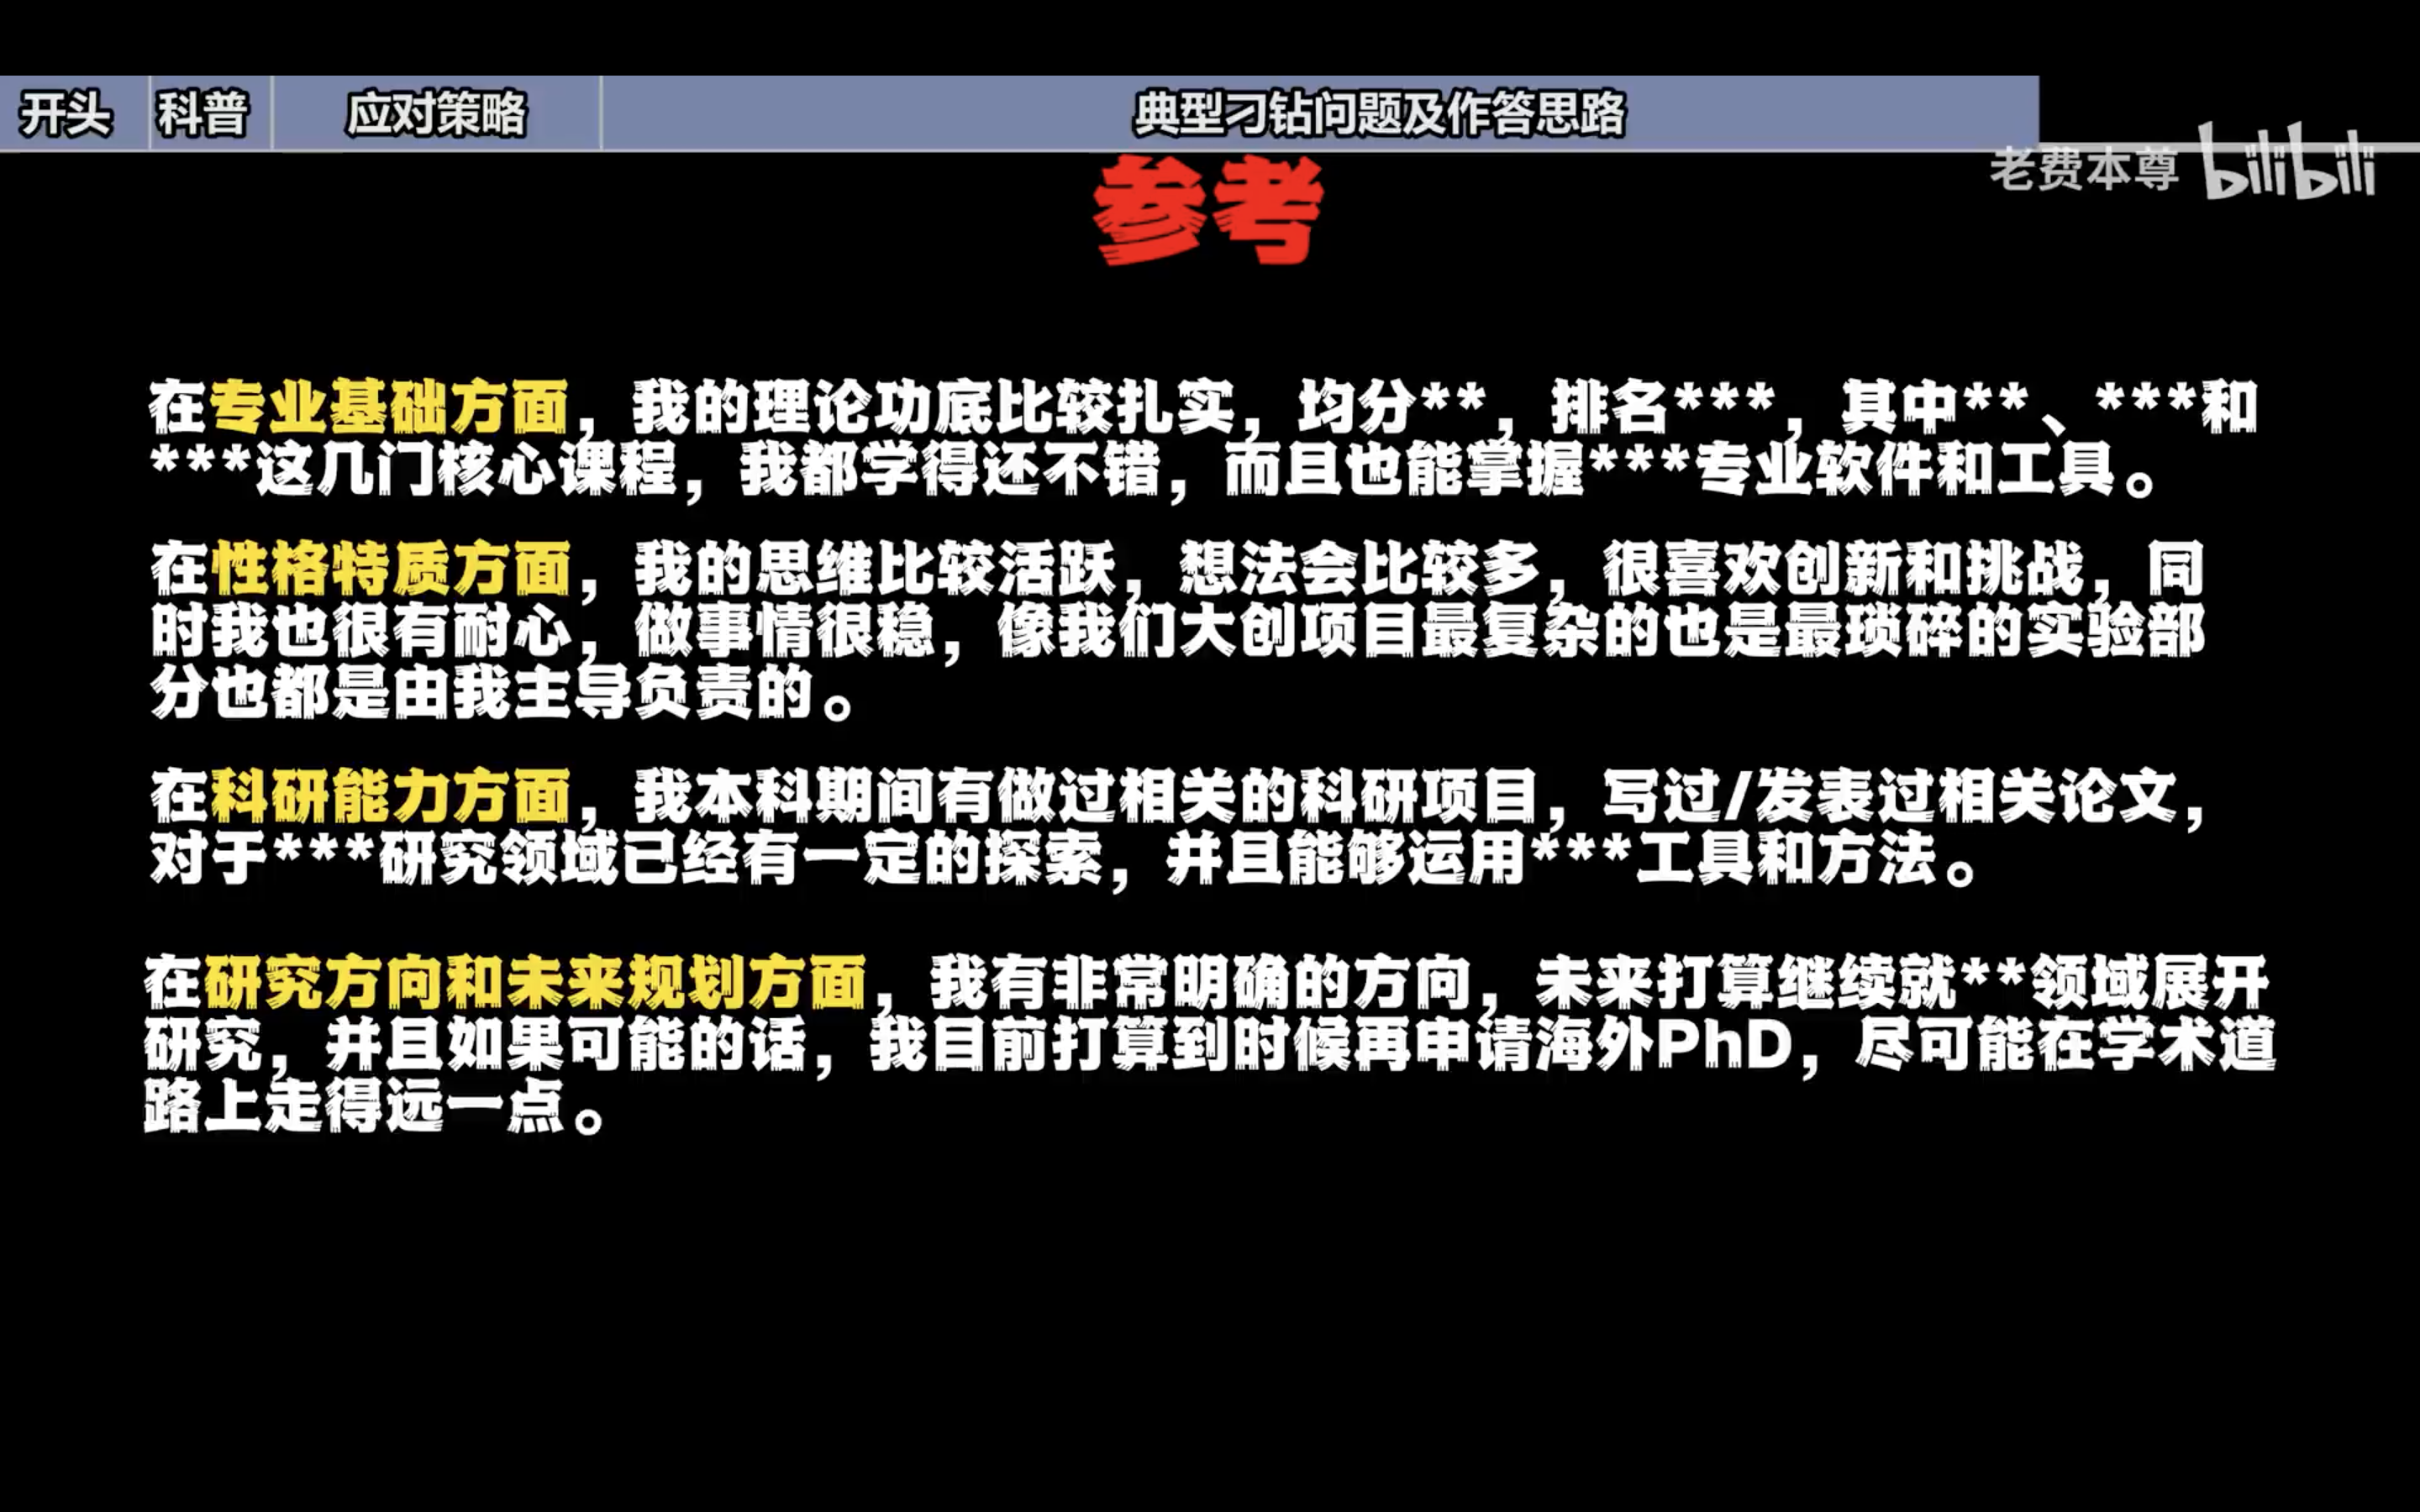 开头 科普 应对策略 典型刁钻问题及作答思路
老费本尊 bilibili
参考
在专业基础方面，我的理论功底比较扎实，均分**，排名***，其中**、***和
***这几门核心课程，我都学得还不错，而且也能掌握***专业软件和工具。
在性格特质方面，我的思维比较活跃，想法会比较多，很喜欢创新和挑战，同
时我也很有耐心，做事情很稳，像我们大创项目最复杂的也是最琐碎的实验部
分也都是由我主导负责的。
在科研能力方面，我本科期间有做过相关的科研项目，写过/发表过相关论文，
对于***研究领域已经有一定的探索，并且能够运用***工具和方法。
在研究方向和未来规划方面，我有非常明确的方向，未来打算继续就**领域展开
研究，并且如果可能的话，我目前打算到时候再申请海外PhD，尽可能在学术道
路上走得远一点。